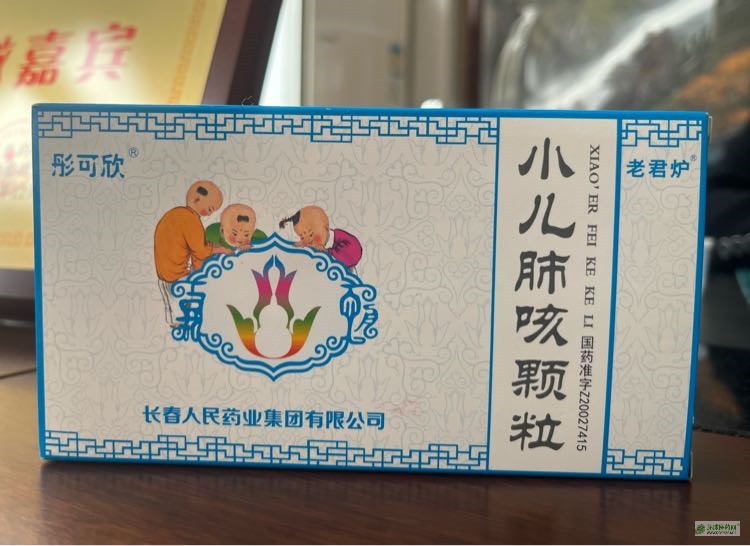 嘉宾
彤可欣®
小儿肺咳颗粒
XIAO' ER FEI KE KE LI
国药准字Z20027415
老君炉®
长春人民药业集团有限公司